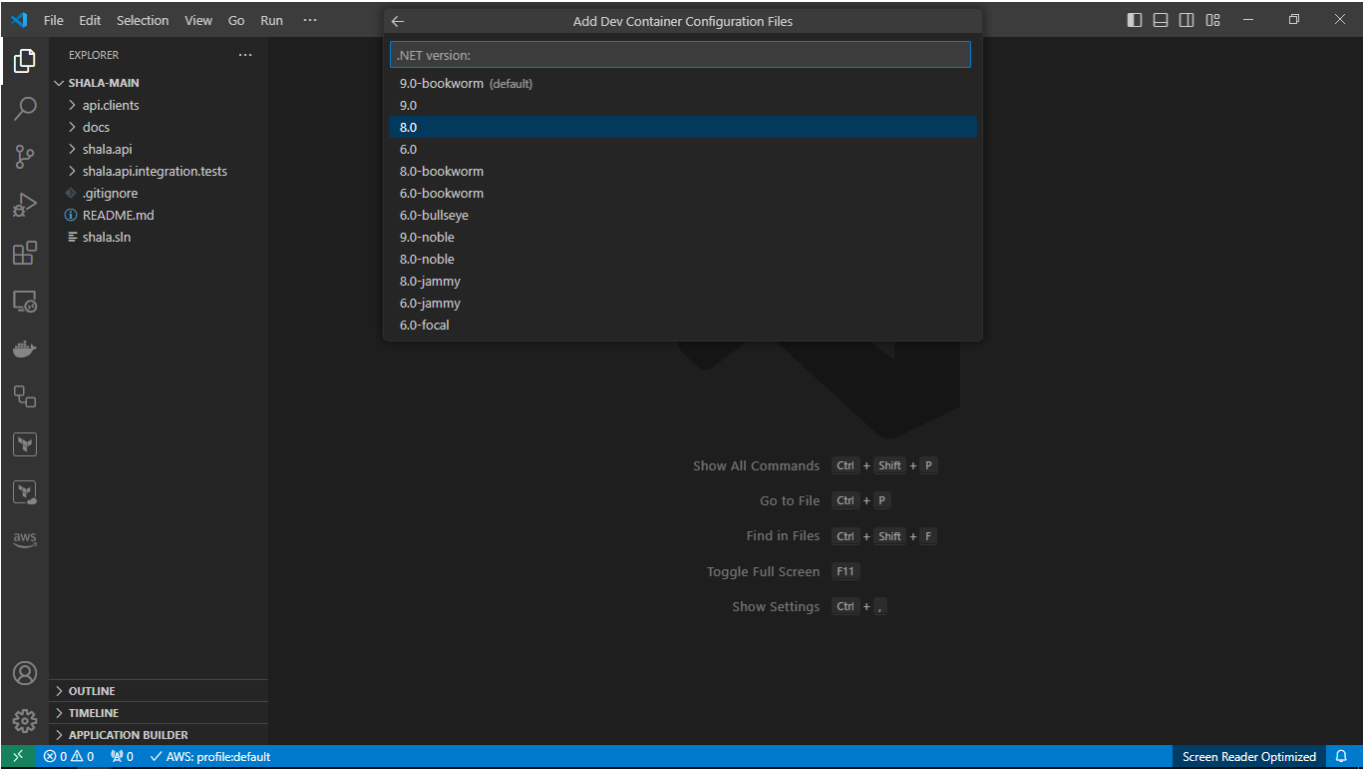 File Edit Selection View Go Run ···
Add Dev Container Configuration Files
.NET version:
9.0-bookworm (default)
9.0
8.0
6.0
8.0-bookworm
6.0-bookworm
6.0-bullseye
9.0-noble
8.0-noble
8.0-jammy
6.0-jammy
6.0-focal
EXPLORER ···
SHALA-MAIN
api.clients
docs
shala.api
shala.api.integration.tests
.gitignore
README.md
shala.sln
aws
Show All Commands Ctrl + Shift + P
Go to File Ctrl + P
Find in Files Ctrl + Shift + F
Toggle Full Screen F11
Show Settings Ctrl + ,
OUTLINE
TIMELINE
APPLICATION BUILDER
0 0 0 AWS: profile:default
Screen Reader Optimized